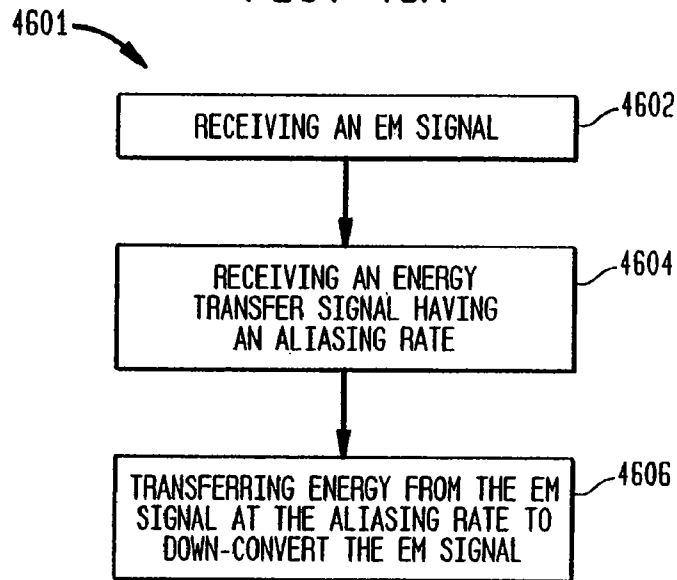 4601
RECEIVING AN EM SIGNAL
4602
RECEIVING AN ENERGY
TRANSFER SIGNAL HAVING
AN ALIASING RATE
4604
TRANSFERRING ENERGY FROM THE EM
SIGNAL AT THE ALIASING RATE TO
DOWN-CONVERT THE EM SIGNAL
4606